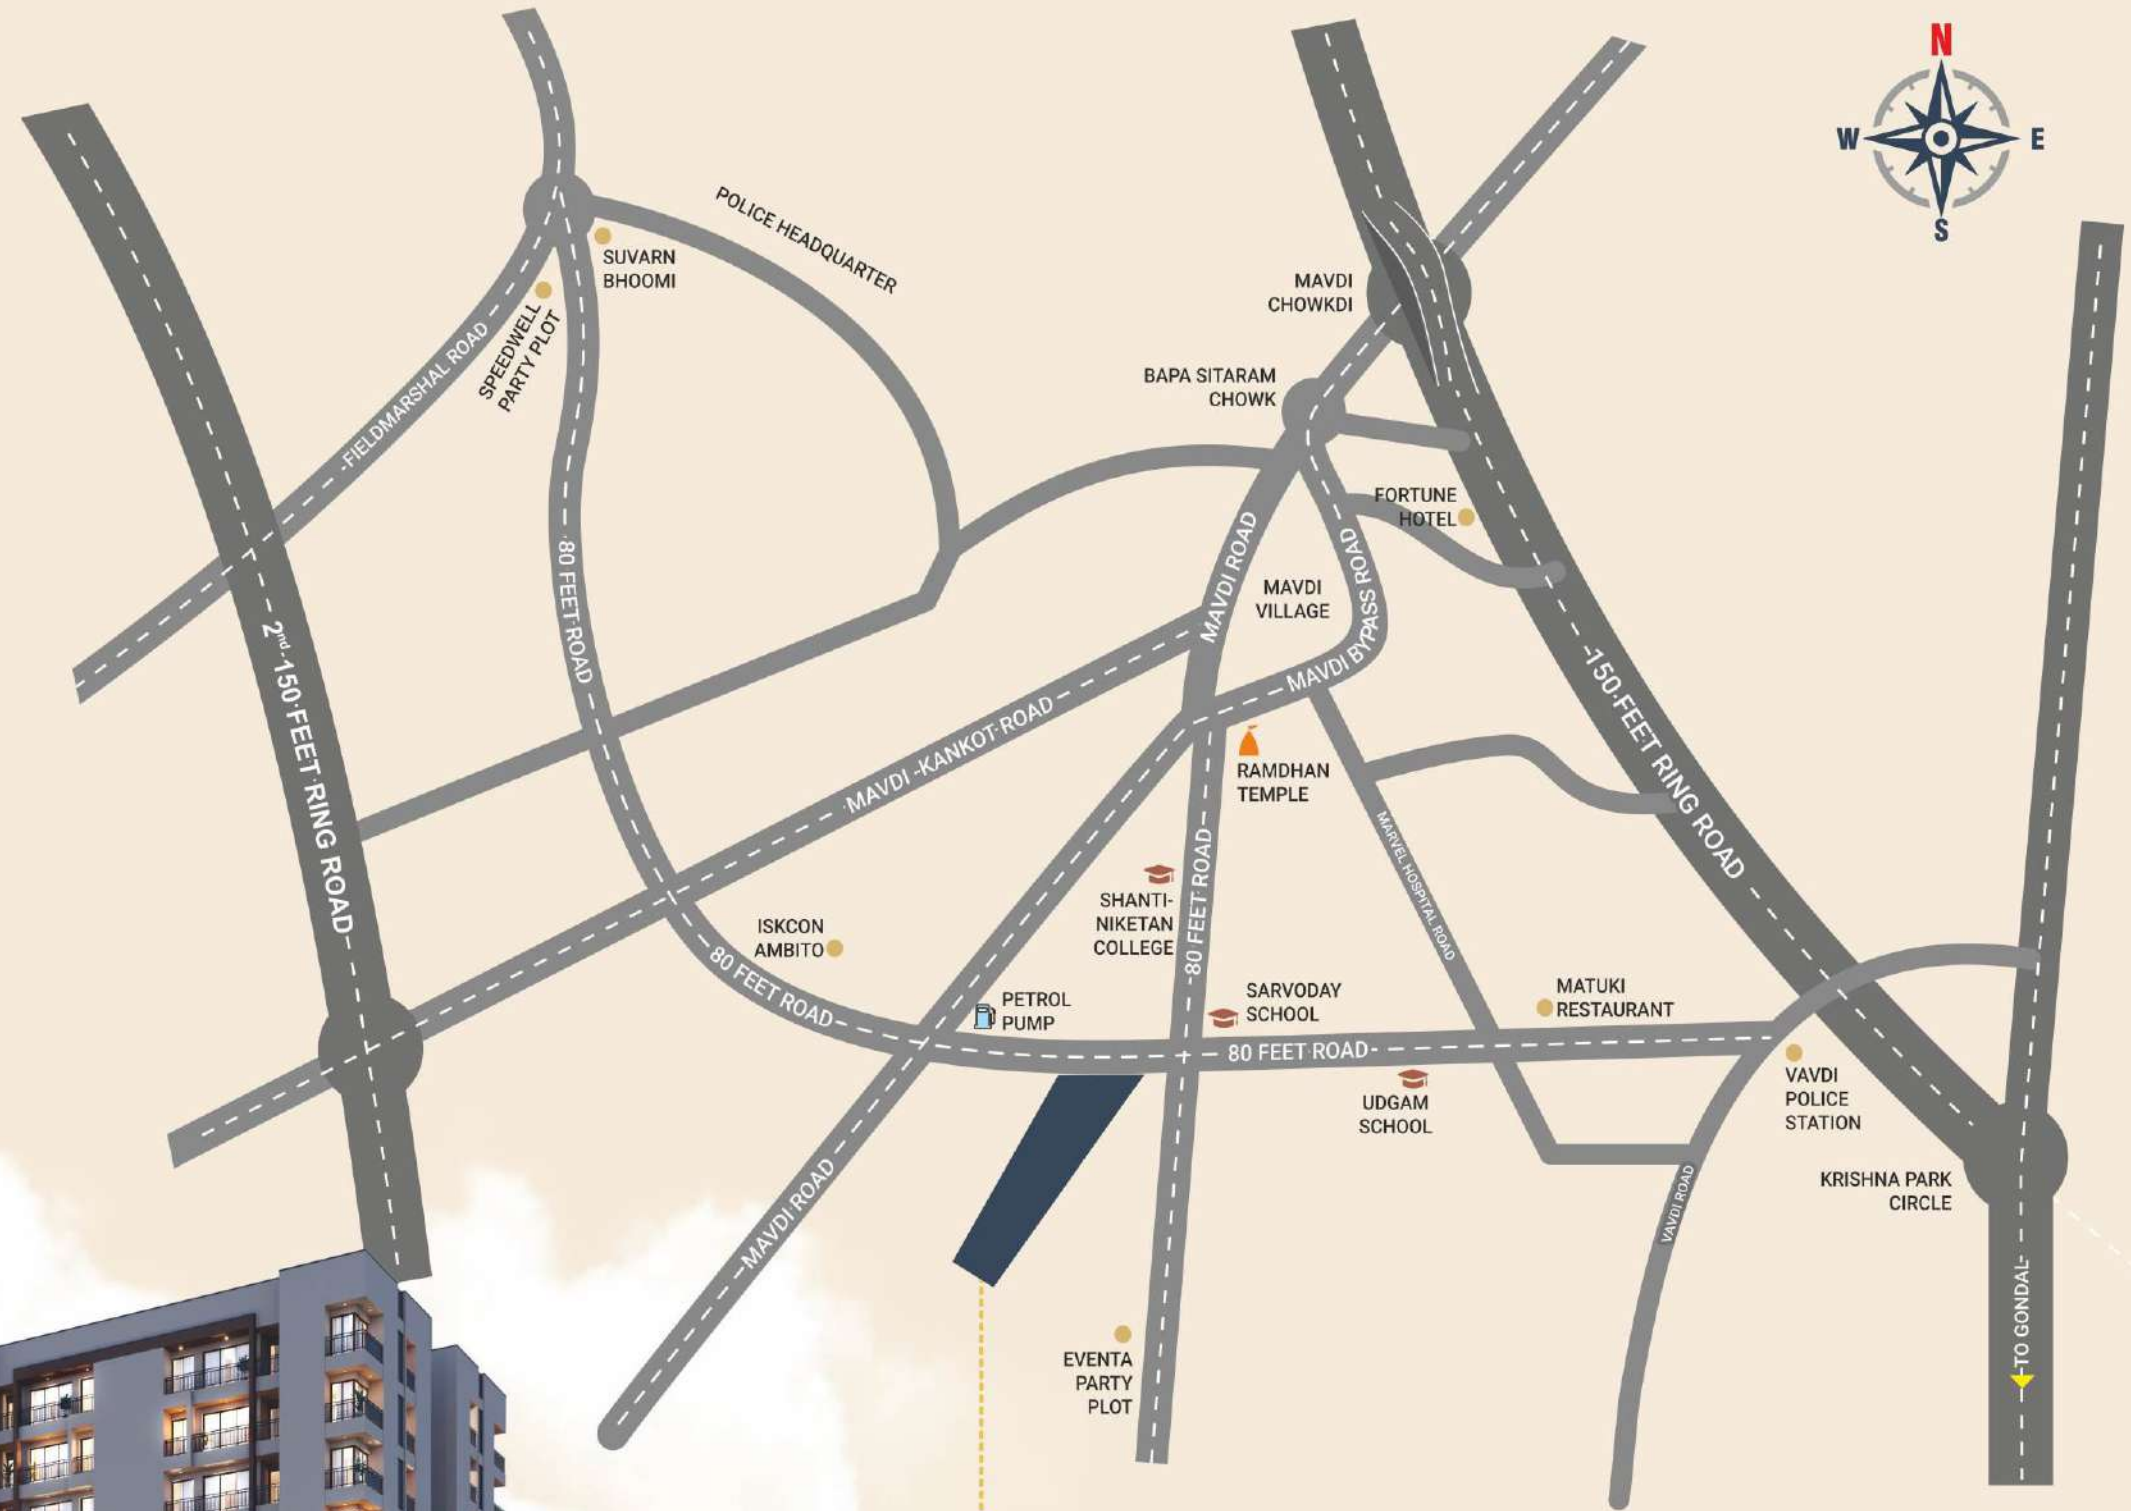 N
W
E
S
POLICE HEADQUARTER
SUVARN
BHOOMI
SPEEDWELL
PARTY PLOT
FIELDMARSHAL ROAD
MAVDI
CHOWKDI
BAPA SITARAM
CHOWK
FORTUNE
HOTEL
80 FEET ROAD
MAVDI ROAD
MAVDI
VILLAGE
MAVDI BYPASS ROAD
2nd 150 FEET RING ROAD
150 FEET RING ROAD
MAVDI-KANKOT ROAD
RAMDHAN
TEMPLE
MARVEL HOSPITAL ROAD
SHANTI-
NIKETAN
COLLEGE
80 FEET ROAD
ISKCON
AMBITO
80 FEET ROAD
PETROL
PUMP
SARVODAY
SCHOOL
MATUKI
RESTAURANT
80 FEET ROAD
UDGAM
SCHOOL
VAVDI
POLICE
STATION
KRISHNA PARK
CIRCLE
VAVDI ROAD
MAVDI ROAD
TO GONDAL
EVENTA
PARTY
PLOT